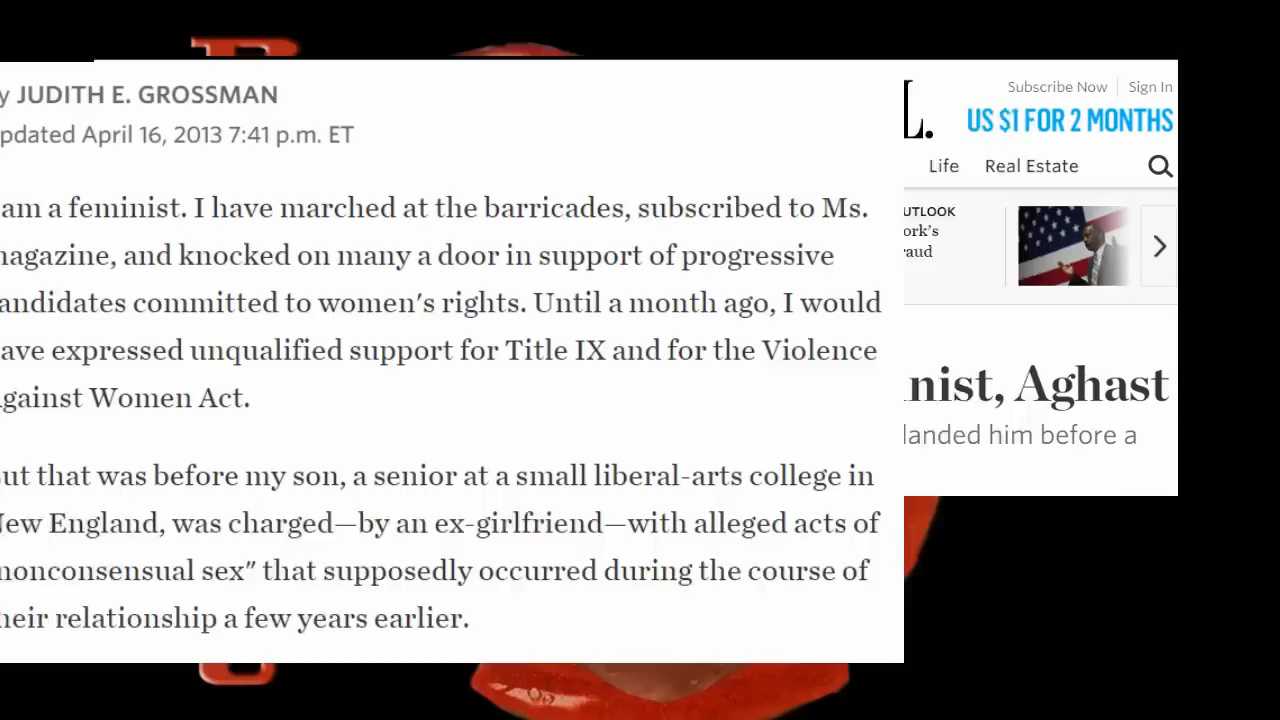 y JUDITH E. GROSSMAN
pdated April 16, 2013 7:41 p.m. ET
am a feminist. I have marched at the barricades, subscribed to Ms.
agazine, and knocked on many a door in support of progressive
andidates committed to women's rights. Until a month ago, I would
ave expressed unqualified support for Title IX and for the Violence
gainst Women Act.
ut that was before my son, a senior at a small liberal-arts college in
ew England, was charged—by an ex-girlfriend—with alleged acts of
nonconsensual sex" that supposedly occurred during the course of
heir relationship a few years earlier.
L.
Subscribe Now Sign In
US $1 FOR 2 MONTHS
Life Real Estate
UTLOOK
ork's
raud
nist, Aghast
landed him before a